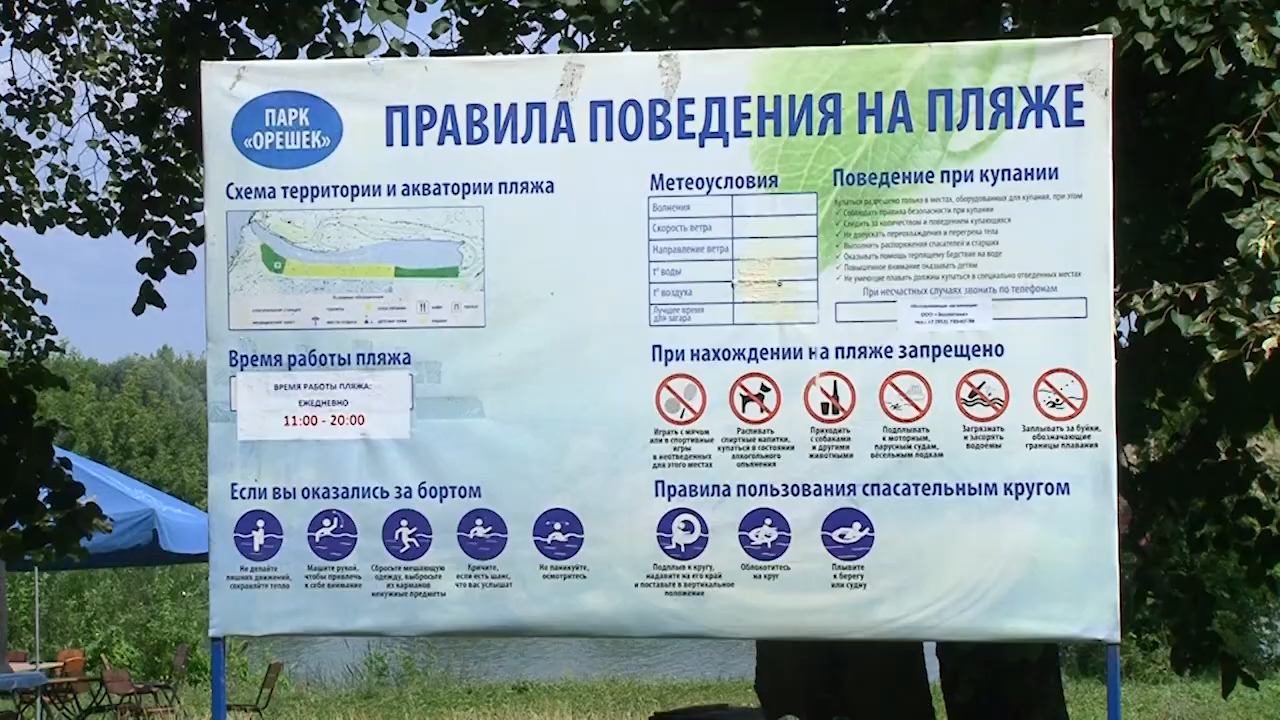 ПАРК
«ОРЕШЕК»
ПРАВИЛА ПОВЕДЕНИЯ НА ПЛЯЖЕ
Схема территории и акватории пляжа
Время работы пляжа
ВРЕМЯ РАБОТЫ ПЛЯЖА:
ЕЖЕДНЕВНО
11:00 - 20:00
Метеоусловия
Волнения
Скорость ветра
Направление ветра
t° воды
t° воздуха
Лучшее время
для загара
Поведение при купании
Купаться разрешено только в местах, оборудованных для купания, при этом
✓ Соблюдать правила безопасности при купании
✓ Следить за количеством и поведением купающихся
✓ Не допускать переохлаждения и перегрева тела
✓ Выполнять распоряжения спасателей и старших
✓ Оказывать помощь терпящему бедствие на воде
✓ Повышенное внимание оказывать детям
✓ Не умеющие плавать должны купаться в специально отведенных местах
При несчастных случаях звонить по телефонам
При нахождении на пляже запрещено
Играть с мячом
или в спортивные
игры
в неотведенных
для этого местах
Распивать
спиртные напитки,
купаться в состоянии
алкогольного
опьянения
Приходить
с собаками
и другими
животными
Подплывать
к моторным,
парусным судам,
вёсельным лодкам
Загрязнять
и засорять
водоёмы
Заплывать за буйки,
обозначающие
границы плавания
Если вы оказались за бортом
Не делайте
лишних движений,
сохраняйте тепло
Машите рукой,
чтобы привлечь
к себе внимание
Сбросьте мешающую
одежду, выбросьте
из карманов
ненужные предметы
Кричите,
если есть шанс,
что вас услышат
Не паникуйте,
осмотритесь
Правила пользования спасательным кругом
Подплыв к кругу,
надавите на его край
и поставьте в вертикальное
положение
Облокотитесь
на круг
Плывите
к берегу
или судну